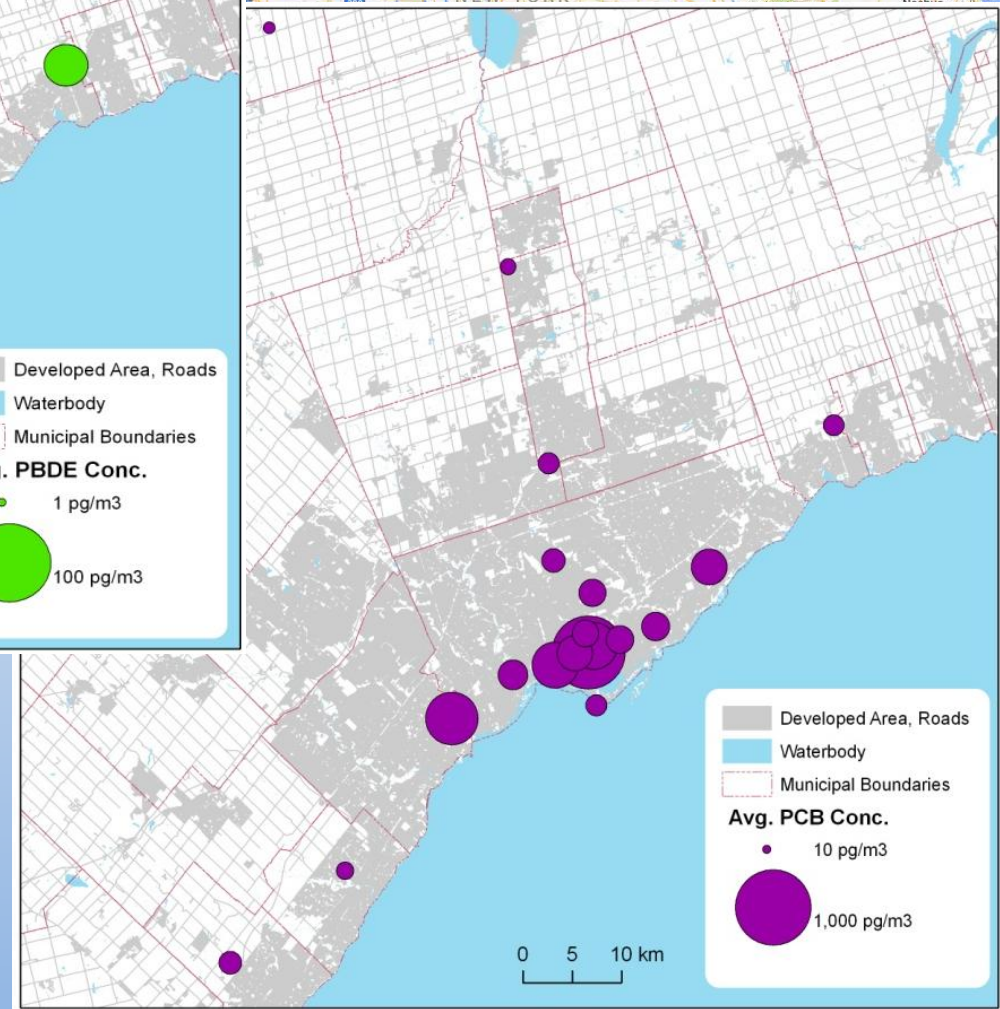 Developed Area, Roads
Waterbody
Municipal Boundaries
PBDE Conc.
1 pg/m3
100 pg/m3
Developed Area, Roads
Waterbody
Municipal Boundaries
Avg. PCB Conc.
10 pg/m3
1,000 pg/m3
0 5 10 km